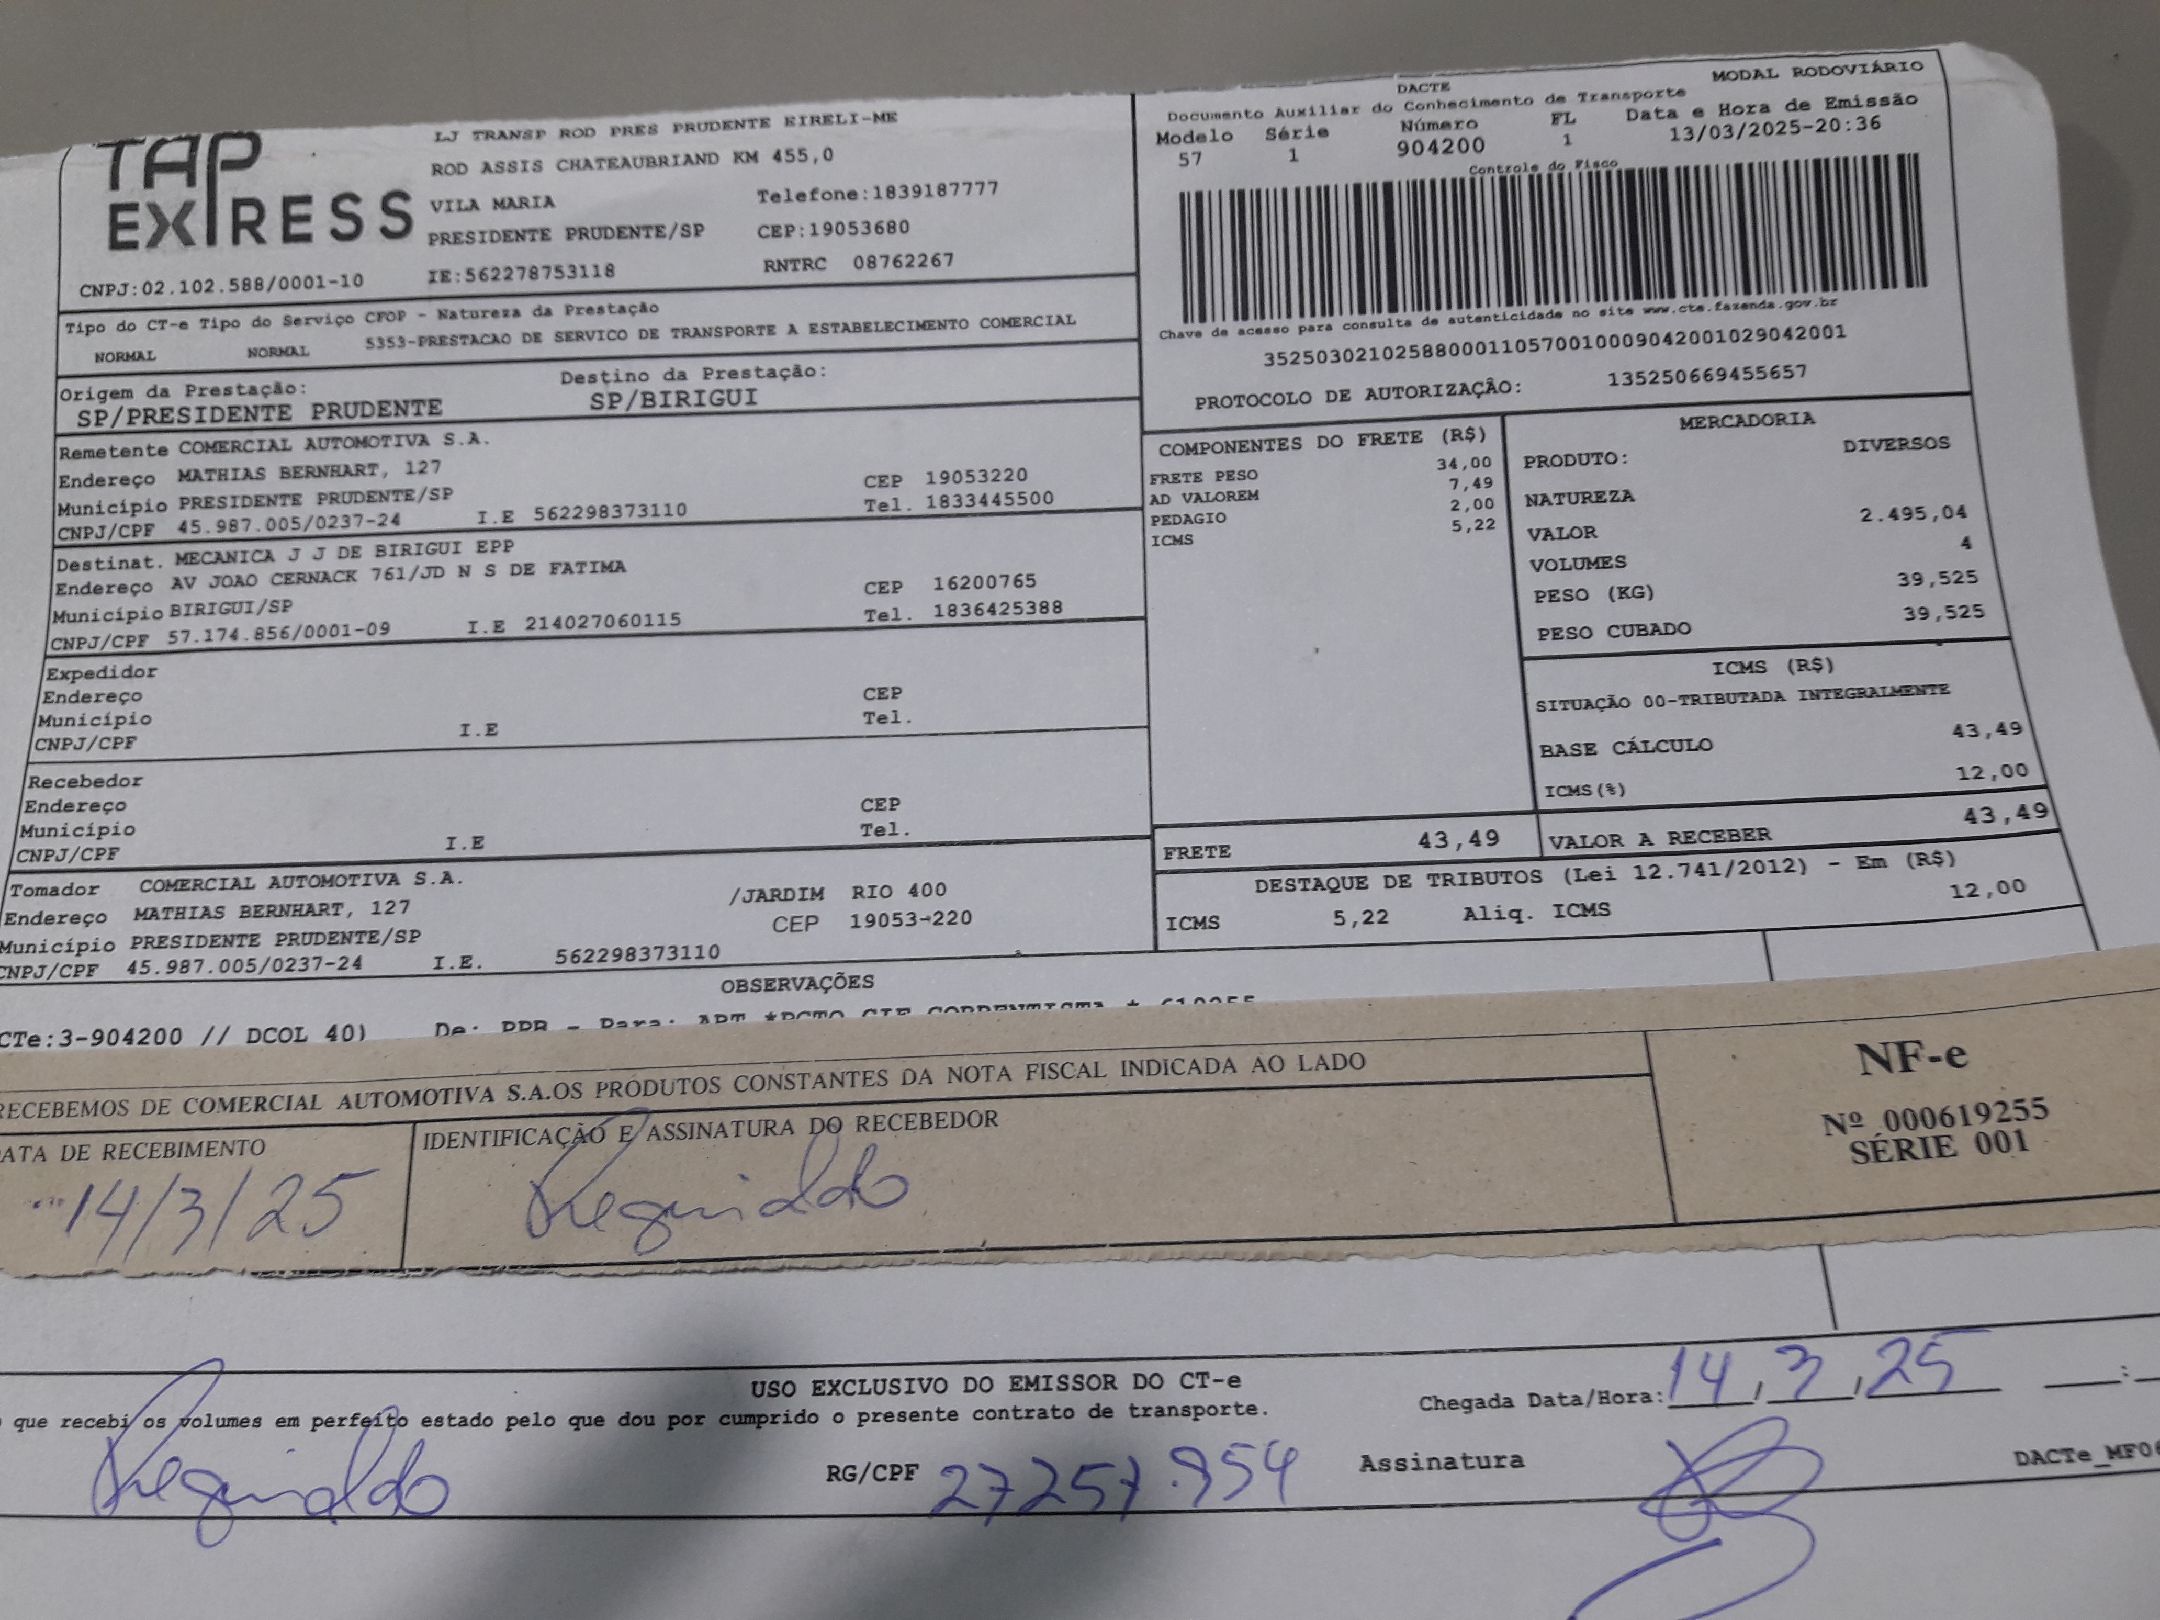 TAP EXPRESS
LJ TRANSP ROD PRES PRUDENTE EIRELI-ME
ROD ASSIS CHATEAUBRIAND KM 455,0
VILA MARIA Telefone:1839187777
PRESIDENTE PRUDENTE/SP CEP:19053680
CNPJ:02.102.588/0001-10 IE:562278753118 RNTRC 08762267
DACTE MODAL RODOVIÁRIO
Documento Auxiliar do Conhecimento de Transporte
Modelo Série Número FL Data e Hora de Emissão
57 1 904200 1 13/03/2025-20:36
Controle do Fisco
Chave de acesso para consulta de autenticidade no site www.cte.fazenda.gov.br
35250302102588000110570010009042001029042001
PROTOCOLO DE AUTORIZAÇÃO: 135250669455657
Tipo do CT-e Tipo do Serviço CFOP - Natureza da Prestação
NORMAL NORMAL 5353-PRESTACAO DE SERVICO DE TRANSPORTE A ESTABELECIMENTO COMERCIAL
Origem da Prestação: Destino da Prestação:
SP/PRESIDENTE PRUDENTE SP/BIRIGUI
Remetente COMERCIAL AUTOMOTIVA S.A.
Endereço MATHIAS BERNHART, 127 CEP 19053220
Município PRESIDENTE PRUDENTE/SP Tel. 1833445500
CNPJ/CPF 45.987.005/0237-24 I.E 562298373110
Destinat. MECANICA J J DE BIRIGUI EPP
Endereço AV JOAO CERNACK 761/JD N S DE FATIMA CEP 16200765
Município BIRIGUI/SP Tel. 1836425388
CNPJ/CPF 57.174.856/0001-09 I.E 214027060115
Expedidor
Endereço CEP
Município Tel.
CNPJ/CPF I.E
Recebedor
Endereço CEP
Município Tel.
CNPJ/CPF I.E
Tomador COMERCIAL AUTOMOTIVA S.A.
Endereço MATHIAS BERNHART, 127 /JARDIM RIO 400
Município PRESIDENTE PRUDENTE/SP CEP 19053-220
CNPJ/CPF 45.987.005/0237-24 I.E. 562298373110
COMPONENTES DO FRETE (R$)
FRETE PESO 34,00
AD VALOREM 7,49
PEDAGIO 2,00
ICMS 5,22
MERCADORIA
PRODUTO: DIVERSOS
NATUREZA
VALOR 2.495,04
VOLUMES 4
PESO (KG) 39,525
PESO CUBADO 39,525
ICMS (R$)
SITUAÇÃO 00-TRIBUTADA INTEGRALMENTE
BASE CÁLCULO 43,49
ICMS(%) 12,00
FRETE 43,49 VALOR A RECEBER 43,49
DESTAQUE DE TRIBUTOS (Lei 12.741/2012) - Em (R$)
ICMS 5,22 Aliq. ICMS 12,00
OBSERVAÇÕES
CTe:3-904200 // DCOL 40) De: PPR - Para: *PCTO CIF CORRENTISTA * 619255
RECEBEMOS DE COMERCIAL AUTOMOTIVA S.A.OS PRODUTOS CONSTANTES DA NOTA FISCAL INDICADA AO LADO
DATA DE RECEBIMENTO IDENTIFICAÇÃO E ASSINATURA DO RECEBEDOR
14/3/25 Reguinaldo
NF-e
Nº 000619255
SÉRIE 001
USO EXCLUSIVO DO EMISSOR DO CT-e
que recebi os volumes em perfeito estado pelo que dou por cumprido o presente contrato de transporte.
Chegada Data/Hora: 14,3,25 :
Reguinaldo RG/CPF 27257.954 Assinatura
DACTe_MF06